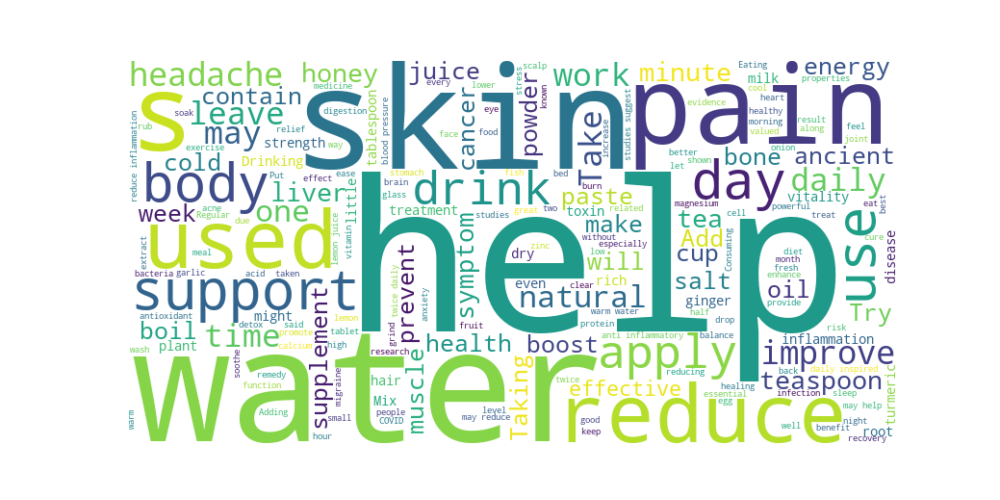 help
skin
water
pain
s
used
body
support
reduce
day
drink
apply
use
headache
honey
juice
work
minute
energy
contain
leave
may
cold
strength
liver
week
one
time
boil
plant
might
supplement
prevent
symptom
muscle
health
natural
boost
effective
Taking
Take
powder
cancer
tablespoon
little
treatment
toxin
paste
make
will
tea
Add
cup
salt
oil
ginger
rich
even
dry
bone
ancient
daily
vitality
Try
disease
improve
inflammation
teaspoon
turmeric
root
hair
Mix
people
COVID
migraine
small
high
tablet
lemon
calcium
promote
said
detox
antioxidant
acid
taken
garlic
bacteria
extract
meal
Regular
due
acne
effect
Put
ease
vitamin
lemon juice
glass
brain
stomach
blood pressure
digestion
relief
way
medicine
every
Drinking
exercise
soak
rub
reduce inflammation
face
food
eye
lower
stress
scalp
known
increase
studies suggest
evidence
cool
Eating
milk
properties
heart
healthy
morning
valued
result
along
feel
joint
better
let
shown
onion
powerful
treat
eat
best
cure
cell
magnesium
related
burn
bed
fish
great
two
studies
without
especially
low
zinc
clear
warm water
protein
fruit
anxiety
research
grind
twice daily
soothe
remedy
function
Adding
hour
wash
warm
level
may reduce
good
keep
twice
anti inflammatory
reducing
half
drop
balance
Consuming
diet
month
fresh
enhance
provide
risk
back
daily inspired
infection
sleep
healing
essential
egg
may help
night
benefit
well
recovery